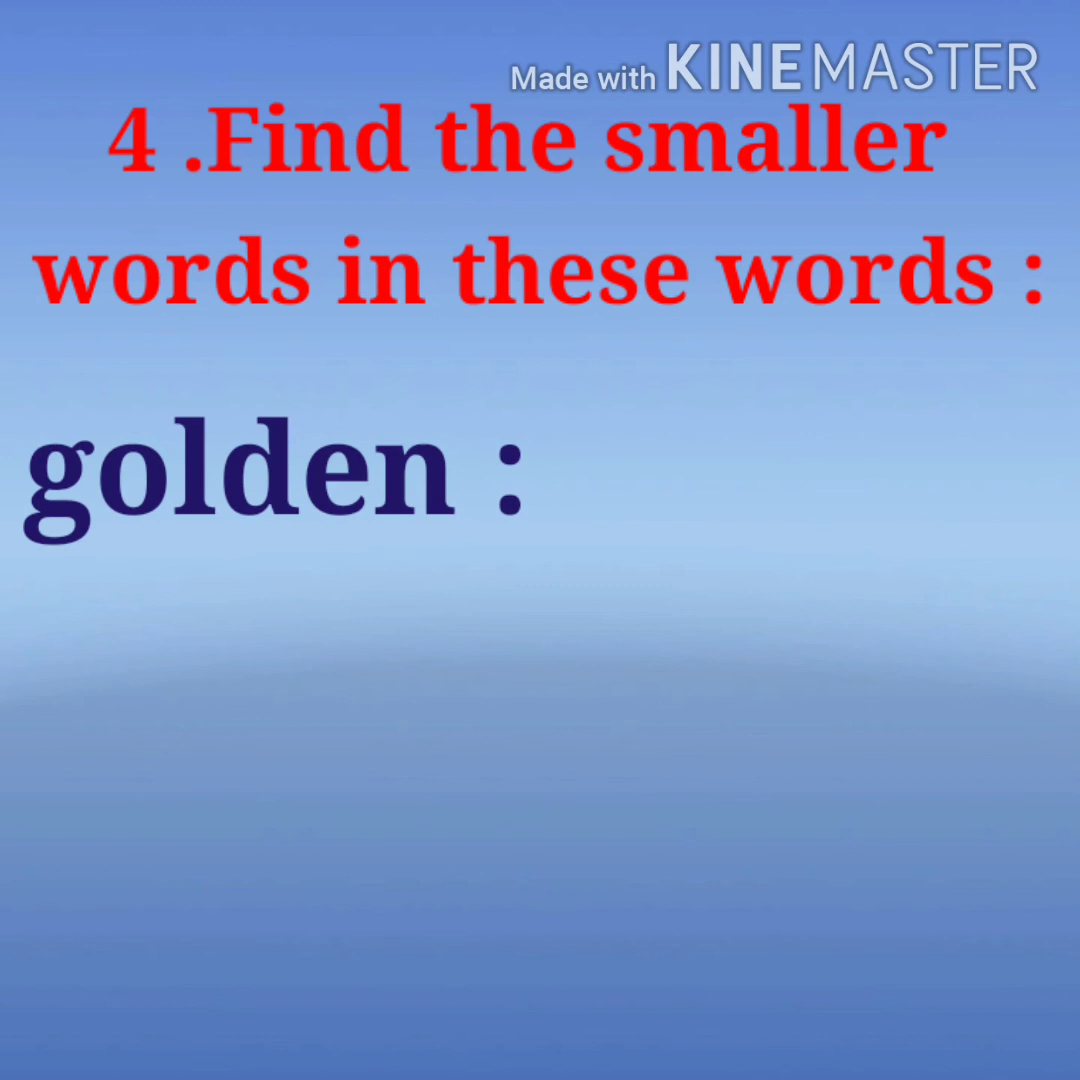 Made with KINEMASTER
4 .Find the smaller
words in these words :
golden :